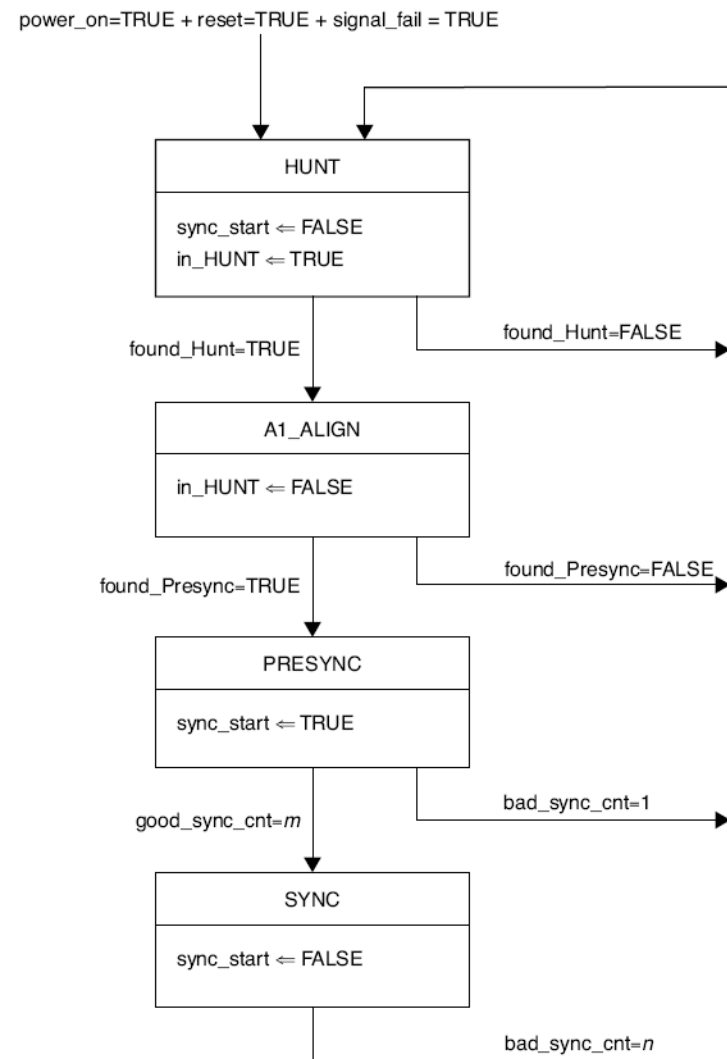 power_on=TRUE + reset=TRUE + signal_fail = TRUE
HUNT
sync_start ⇐ FALSE
in_HUNT ⇐ TRUE
found_Hunt=TRUE
found_Hunt=FALSE
A1_ALIGN
in_HUNT ⇐ FALSE
found_Presync=TRUE
found_Presync=FALSE
PRESYNC
sync_start ⇐ TRUE
good_sync_cnt=m
bad_sync_cnt=1
SYNC
sync_start ⇐ FALSE
bad_sync_cnt=n